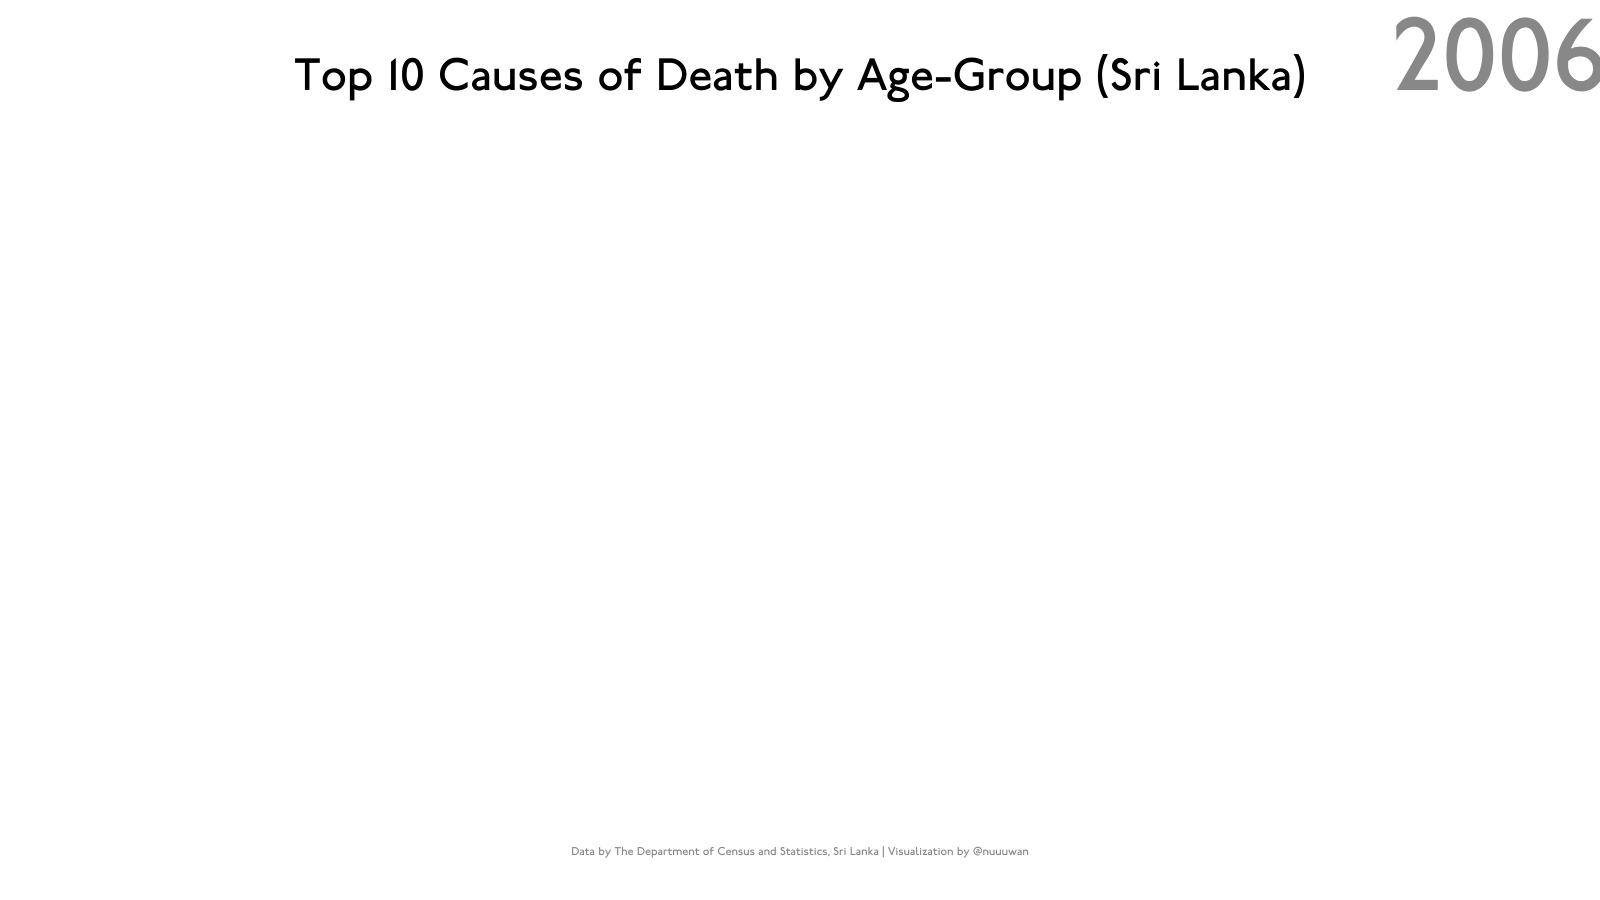 2006
Top 10 Causes of Death by Age-Group (Sri Lanka)
Data by The Department of Census and Statistics, Sri Lanka | Visualization by @nuuuwan